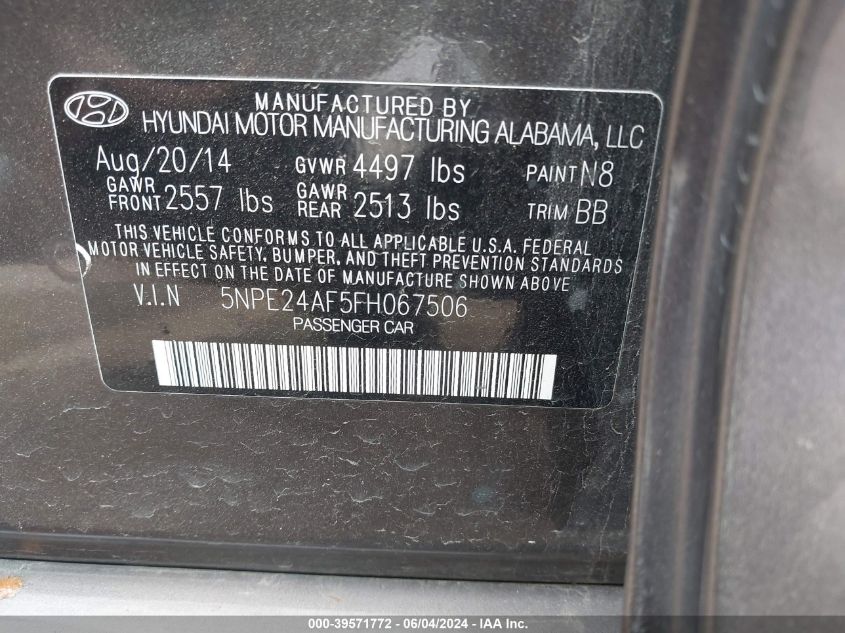 MANUFACTURED BY
HYUNDAI MOTOR MANUFACTURING ALABAMA, LLC
Aug/20/14 GVWR 4497 lbs PAINT N8
GAWR FRONT 2557 lbs GAWR REAR 2513 lbs TRIM BB
THIS VEHICLE CONFORMS TO ALL APPLICABLE U.S.A. FEDERAL
MOTOR VEHICLE SAFETY, BUMPER, AND THEFT PREVENTION STANDARDS
IN EFFECT ON THE DATE OF MANUFACTURE SHOWN ABOVE
V.I.N 5NPE24AF5FH067506
PASSENGER CAR
000-39571772 - 06/04/2024 - IAA Inc.